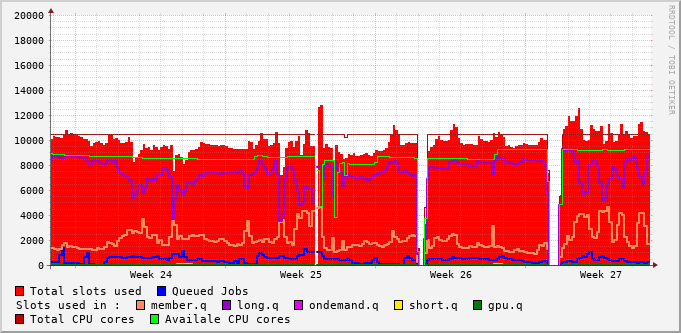 20000
18000
16000
14000
12000
10000
8000
6000
4000
2000
0
Week 24 Week 25 Week 26 Week 27
Total slots used Queued Jobs
Slots used in : member.q long.q ondemand.q short.q gpu.q
Total CPU cores Availale CPU cores
RRDTOOL / TOBI OETIKER